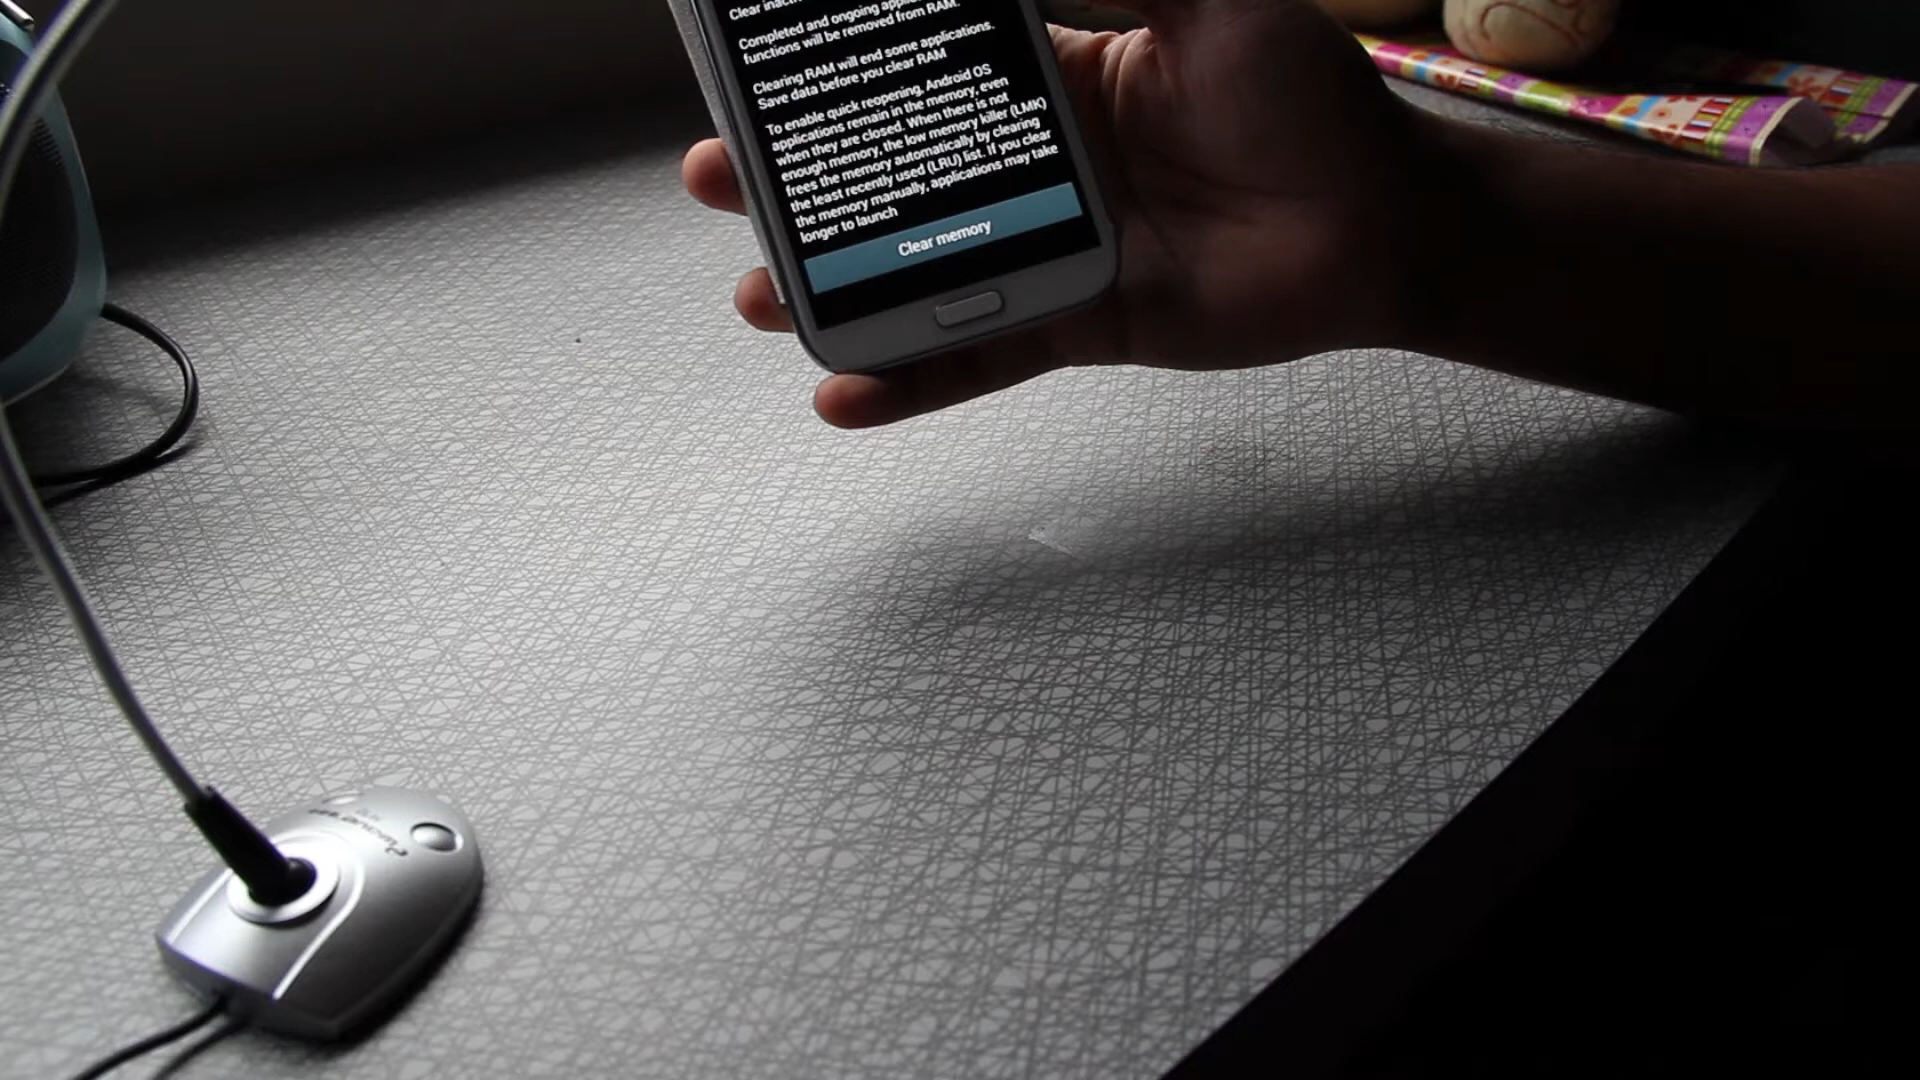 Clear
Completed and ongoing
functions will be removed from RAM.
Clearing RAM will end some applications.
Save data before you clear RAM
To enable quick reopening, Android OS
applications remain in the memory, even
when they are closed. When there is not
enough memory, the low memory killer (LMK)
frees the memory automatically by clearing
the least recently used (LRU) list. If you clear
the memory manually, applications may take
longer to launch
Clear memory